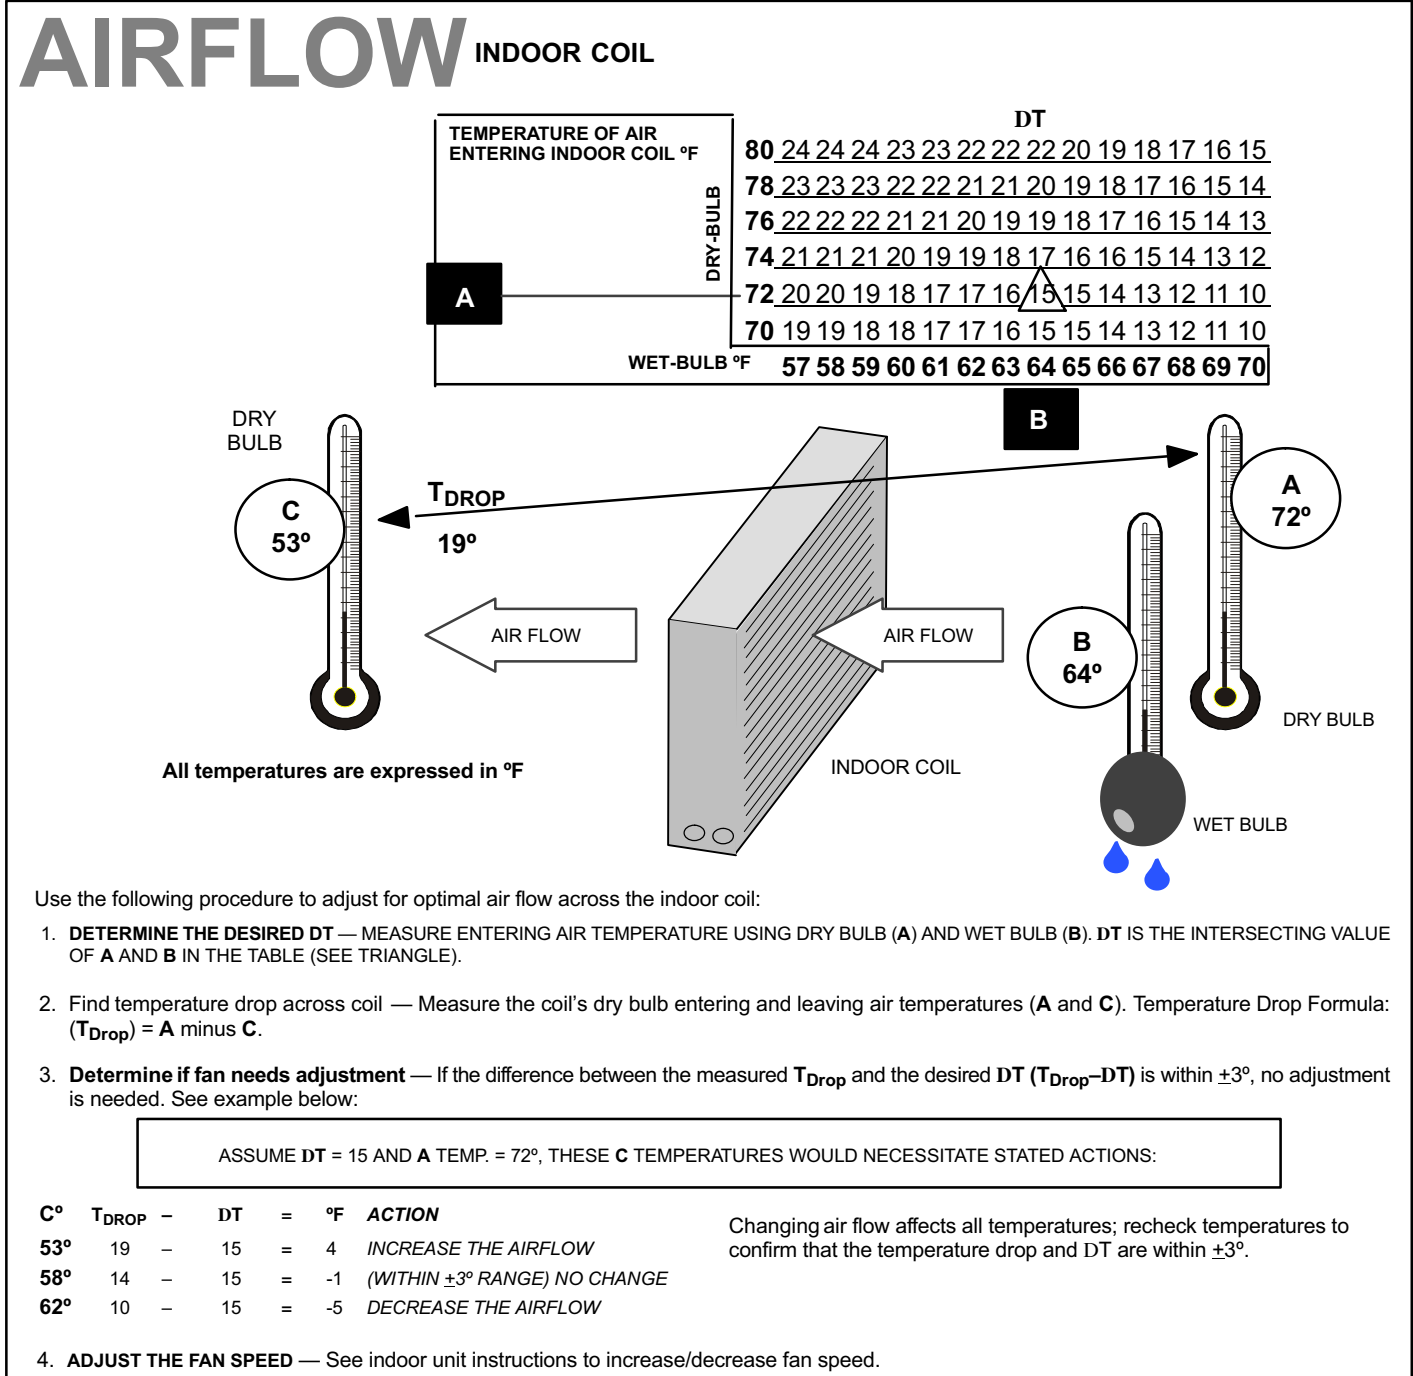 AIRFLOW INDOOR COIL
DT
TEMPERATURE OF AIR
ENTERING INDOOR COIL ºF
DRY-BULB
80 24 24 24 23 23 22 22 22 20 19 18 17 16 15
78 23 23 23 22 22 21 21 20 19 18 17 16 15 14
76 22 22 22 21 21 20 19 19 18 17 16 15 14 13
74 21 21 21 20 19 19 18 17 16 16 15 14 13 12
A
72 20 20 19 18 17 17 16 15 15 14 13 12 11 10
70 19 19 18 18 17 17 16 15 15 14 13 12 11 10
WET-BULB ºF 57 58 59 60 61 62 63 64 65 66 67 68 69 70
B
DRY
BULB
C
53º
TDROP
19º
A
72º
AIR FLOW
AIR FLOW
B
64º
DRY BULB
All temperatures are expressed in ºF
INDOOR COIL
WET BULB
Use the following procedure to adjust for optimal air flow across the indoor coil:
1. DETERMINE THE DESIRED DT — MEASURE ENTERING AIR TEMPERATURE USING DRY BULB (A) AND WET BULB (B). DT IS THE INTERSECTING VALUE
OF A AND B IN THE TABLE (SEE TRIANGLE).
2. Find temperature drop across coil — Measure the coil's dry bulb entering and leaving air temperatures (A and C). Temperature Drop Formula:
(TDrop) = A minus C.
3. Determine if fan needs adjustment — If the difference between the measured TDrop and the desired DT (TDrop–DT) is within ±3º, no adjustment
is needed. See example below:
ASSUME DT = 15 AND A TEMP. = 72º, THESE C TEMPERATURES WOULD NECESSITATE STATED ACTIONS:
Cº TDROP – DT = ºF ACTION
53º 19 – 15 = 4 INCREASE THE AIRFLOW
58º 14 – 15 = -1 (WITHIN ±3º RANGE) NO CHANGE
62º 10 – 15 = -5 DECREASE THE AIRFLOW
Changing air flow affects all temperatures; recheck temperatures to
confirm that the temperature drop and DT are within ±3º.
4. ADJUST THE FAN SPEED — See indoor unit instructions to increase/decrease fan speed.